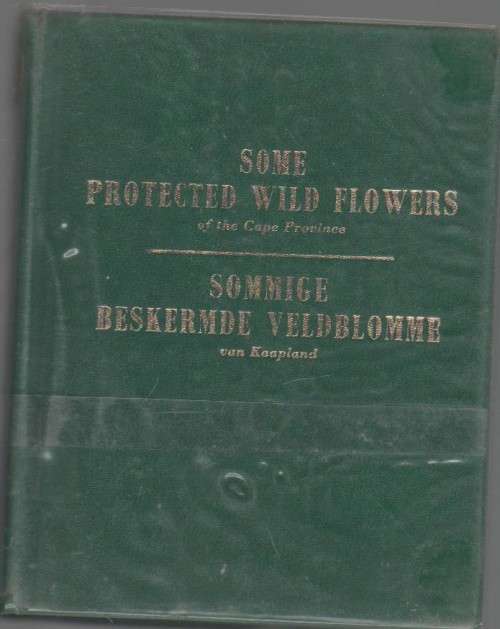 SOME
PROTECTED WILD FLOWERS
of the Cape Province
SOMMIGE
BESKERMDE VELDBLOMME
van Kaapland